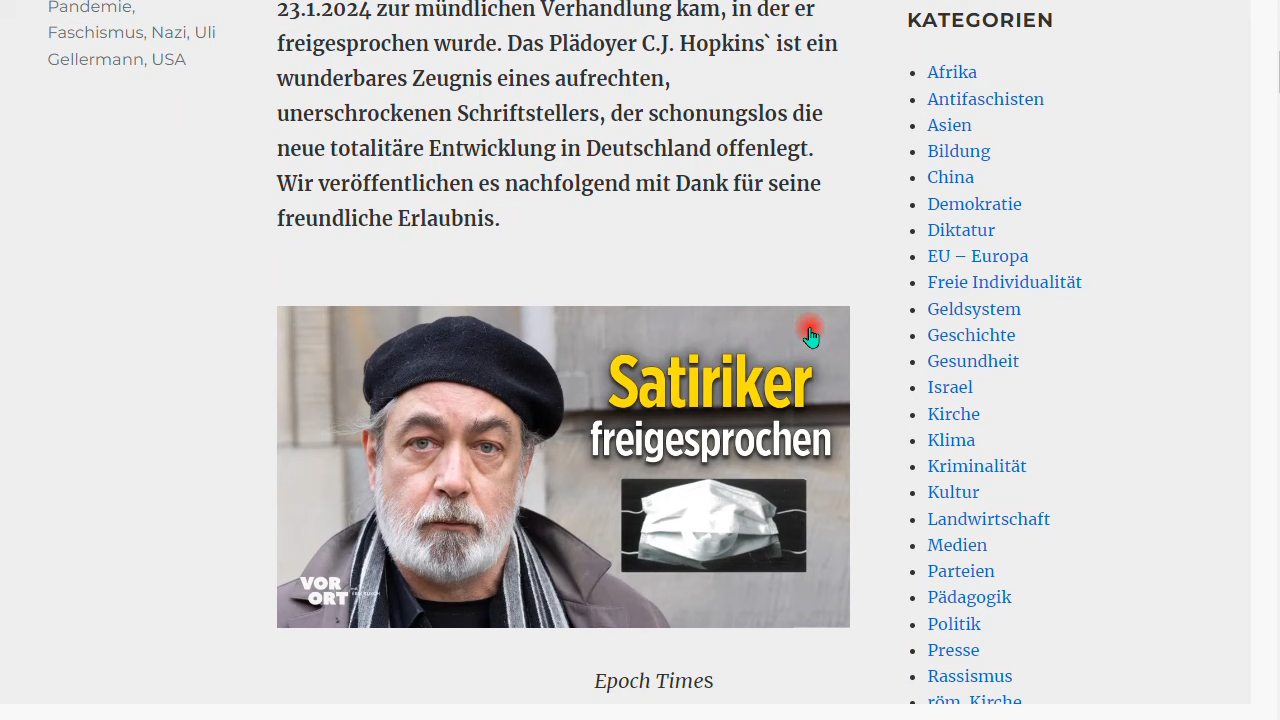 Pandemie,
Faschismus, Nazi, Uli
Gellermann, USA
23.1.2024 zur mündlichen Verhandlung kam, in der er
freigesprochen wurde. Das Plädoyer C.J. Hopkins` ist ein
wunderbares Zeugnis eines aufrechten,
unerschrockenen Schriftstellers, der schonungslos die
neue totalitäre Entwicklung in Deutschland offenlegt.
Wir veröffentlichen es nachfolgend mit Dank für seine
freundliche Erlaubnis.
Satiriker
freigesprochen
VOR
ORT
Epoch Times
KATEGORIEN
Afrika
Antifaschisten
Asien
Bildung
China
Demokratie
Diktatur
EU – Europa
Freie Individualität
Geldsystem
Geschichte
Gesundheit
Israel
Kirche
Klima
Kriminalität
Kultur
Landwirtschaft
Medien
Parteien
Pädagogik
Politik
Presse
Rassismus
röm. Kirche